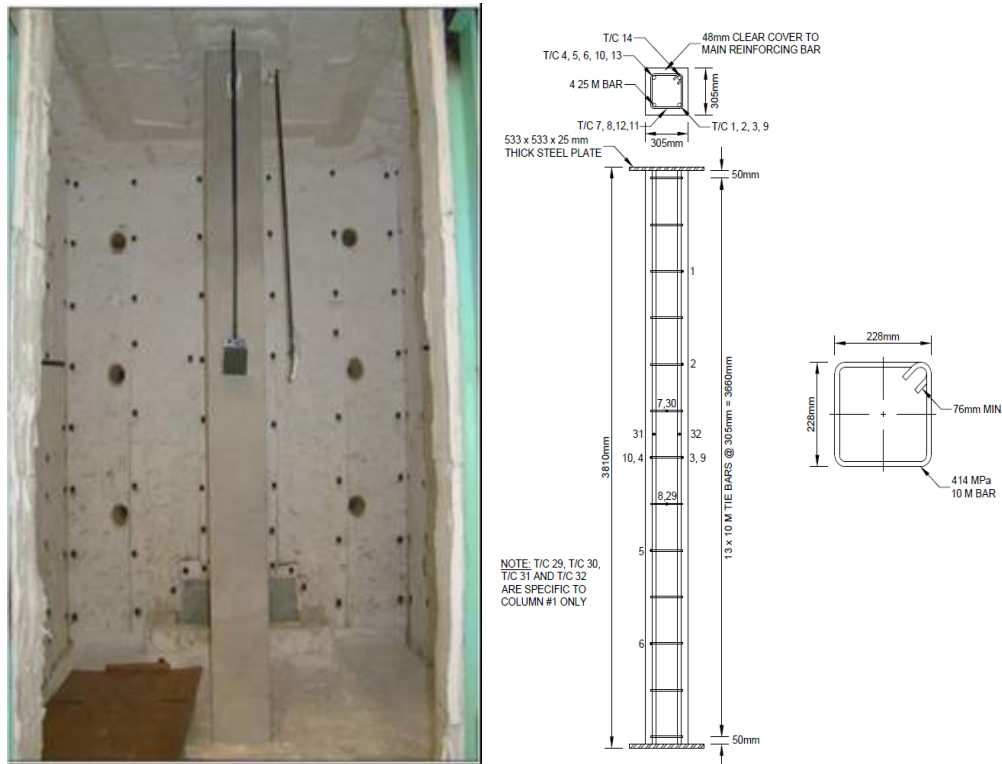 T/C 14
48mm CLEAR COVER TO
MAIN REINFORCING BAR
T/C 4, 5, 6, 10, 13
4 25 M BAR
305mm
T/C 7, 8,12,11
T/C 1, 2, 3, 9
305mm
533 x 533 x 25 mm
THICK STEEL PLATE
50mm
1
2
7,30
31
32
10, 4
3, 9
8,29
5
6
3810mm
13 x 10 M TIE BARS @ 305mm = 3660mm
50mm
NOTE: T/C 29, T/C 30,
T/C 31 AND T/C 32
ARE SPECIFIC TO
COLUMN #1 ONLY
228mm
228mm
76mm MIN
414 MPa
10 M BAR